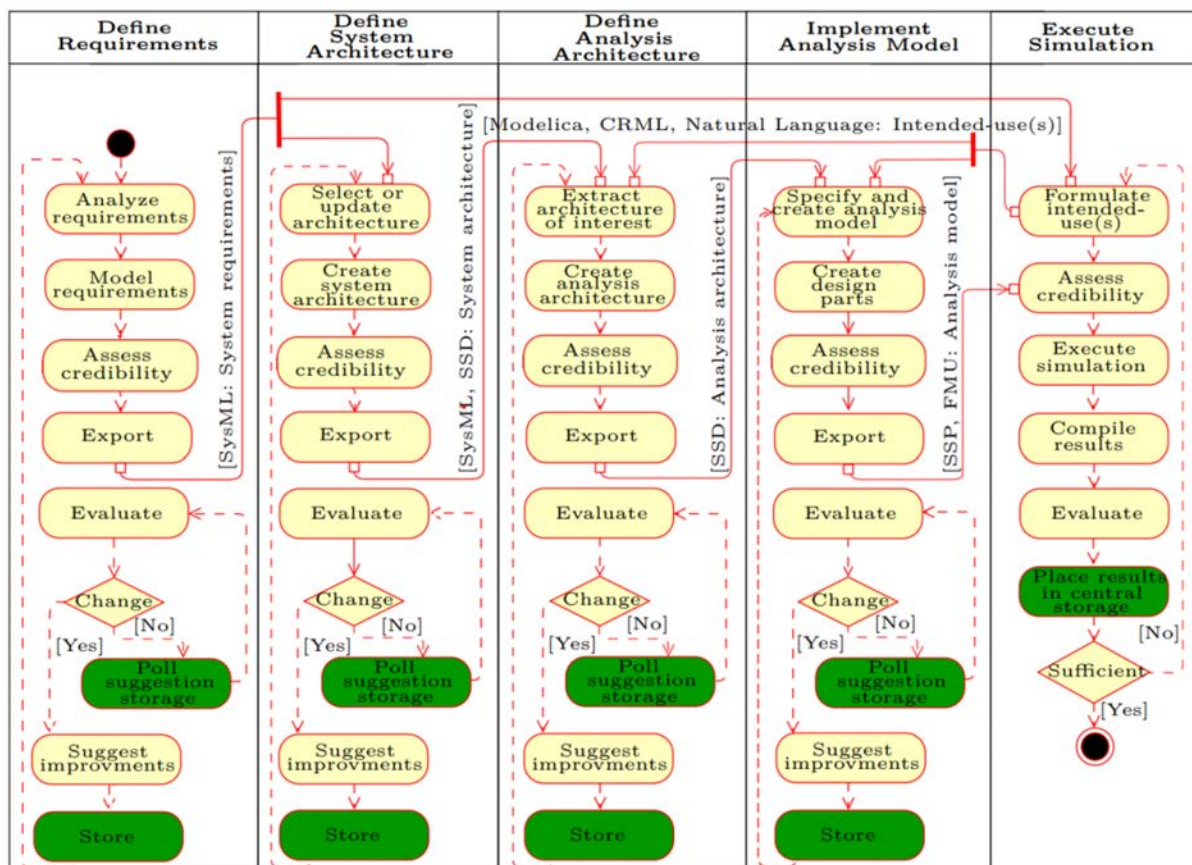 Define
Requirements
Define
System
Architecture
Define
Analysis
Architecture
Implement
Analysis Model
Execute
Simulation
Analyze
requirements
Model
requirements
Assess
credibility
Export
[SysML: System requirements]
Evaluate
Change
[Yes]
[No]
Poll
suggestion
storage
Suggest
improvments
Store
Select or
update
architecture
Create
system
architecture
Assess
credibility
Export
[SysML, SSD: System architecture]
Evaluate
Change
[Yes]
[No]
Poll
suggestion
storage
Suggest
improvments
Store
[Modelica, CRML, Natural Language: Intended-use(s)]
Extract
architecture
of interest
Create
analysis
architecture
Assess
credibility
Export
[SSD: Analysis architecture]
Evaluate
Change
[Yes]
[No]
Poll
suggestion
storage
Suggest
improvments
Store
Specify and
create analysis
model
Create
design
parts
Assess
credibility
Export
[SSP, FMU: Analysis model]
Evaluate
Change
[Yes]
[No]
Poll
suggestion
storage
Suggest
improvments
Store
Formulate
intended-
use(s)
Assess
credibility
Execute
simulation
Compile
results
Evaluate
Place results
in central
storage
[No]
Sufficient
[Yes]